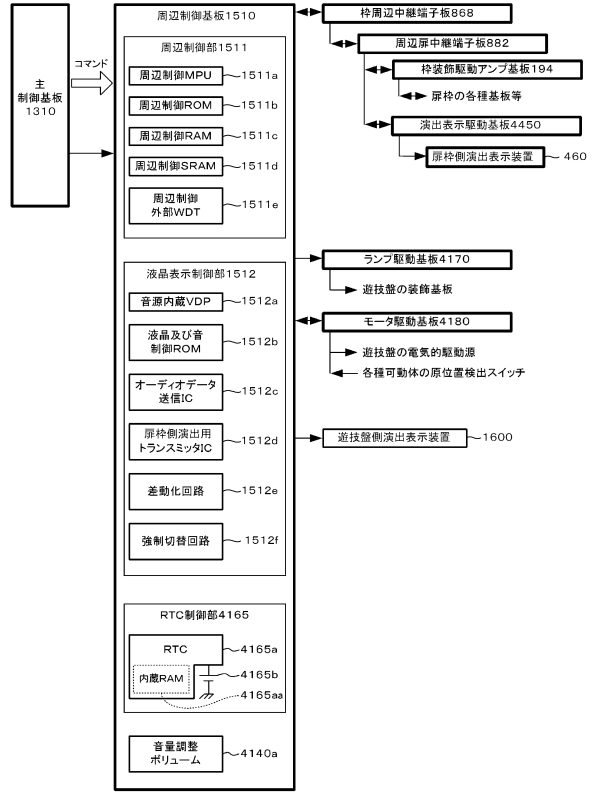 主
制御基板
1310
コマンド
周辺制御基板1510
周辺制御部1511
周辺制御MPU
1511a
周辺制御ROM
1511b
周辺制御RAM
1511c
周辺制御SRAM
1511d
周辺制御
外部WDT
1511e
液晶表示制御部1512
音源内蔵VDP
1512a
液晶及び音
制御ROM
1512b
オーディオデータ
送信IC
1512c
扉枠側演出用
トランスミッタIC
1512d
差動化回路
1512e
強制切替回路
1512f
RTC制御部4165
RTC
4165a
内蔵RAM
4165b
4165aa
音量調整
ボリューム
4140a
枠周辺中継端子板868
周辺扉中継端子板882
枠装飾駆動アンプ基板194
扉枠の各種基板等
演出表示駆動基板4450
扉枠側演出表示装置
460
ランプ駆動基板4170
遊技盤の装飾基板
モータ駆動基板4180
遊技盤の電気的駆動源
各種可動体の原位置検出スイッチ
遊技盤側演出表示装置
1600